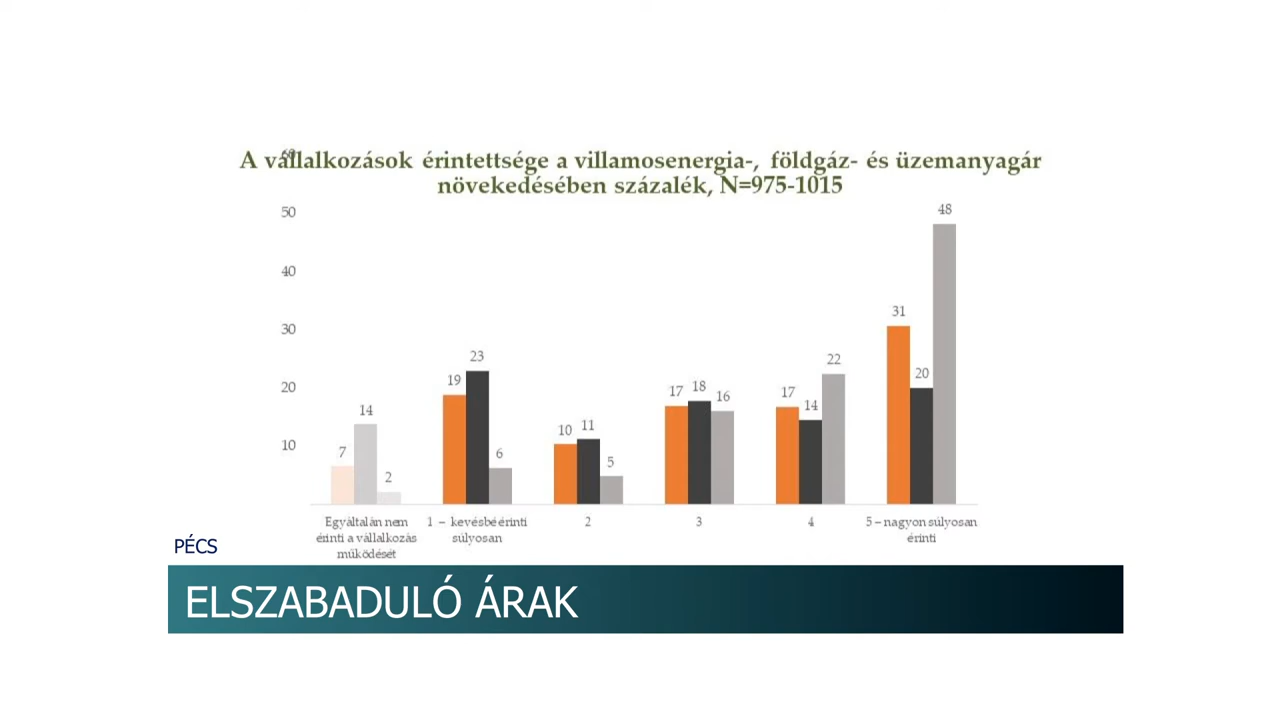 60
A vállalkozások érintettsége a villamosenergia-, földgáz- és üzemanyagár
növekedésében százalék, N=975-1015
50
40
30
20
10
7 14 2
19 23 6
10 11 5
17 18 16
17 14 22
31 20 48
Egyáltalán nem
érinti a vállalkozás
működését
1 – kevésbé érinti
súlyosan
2
3
4
5 – nagyon súlyosan
érinti
PÉCS
ELSZABADULÓ ÁRAK